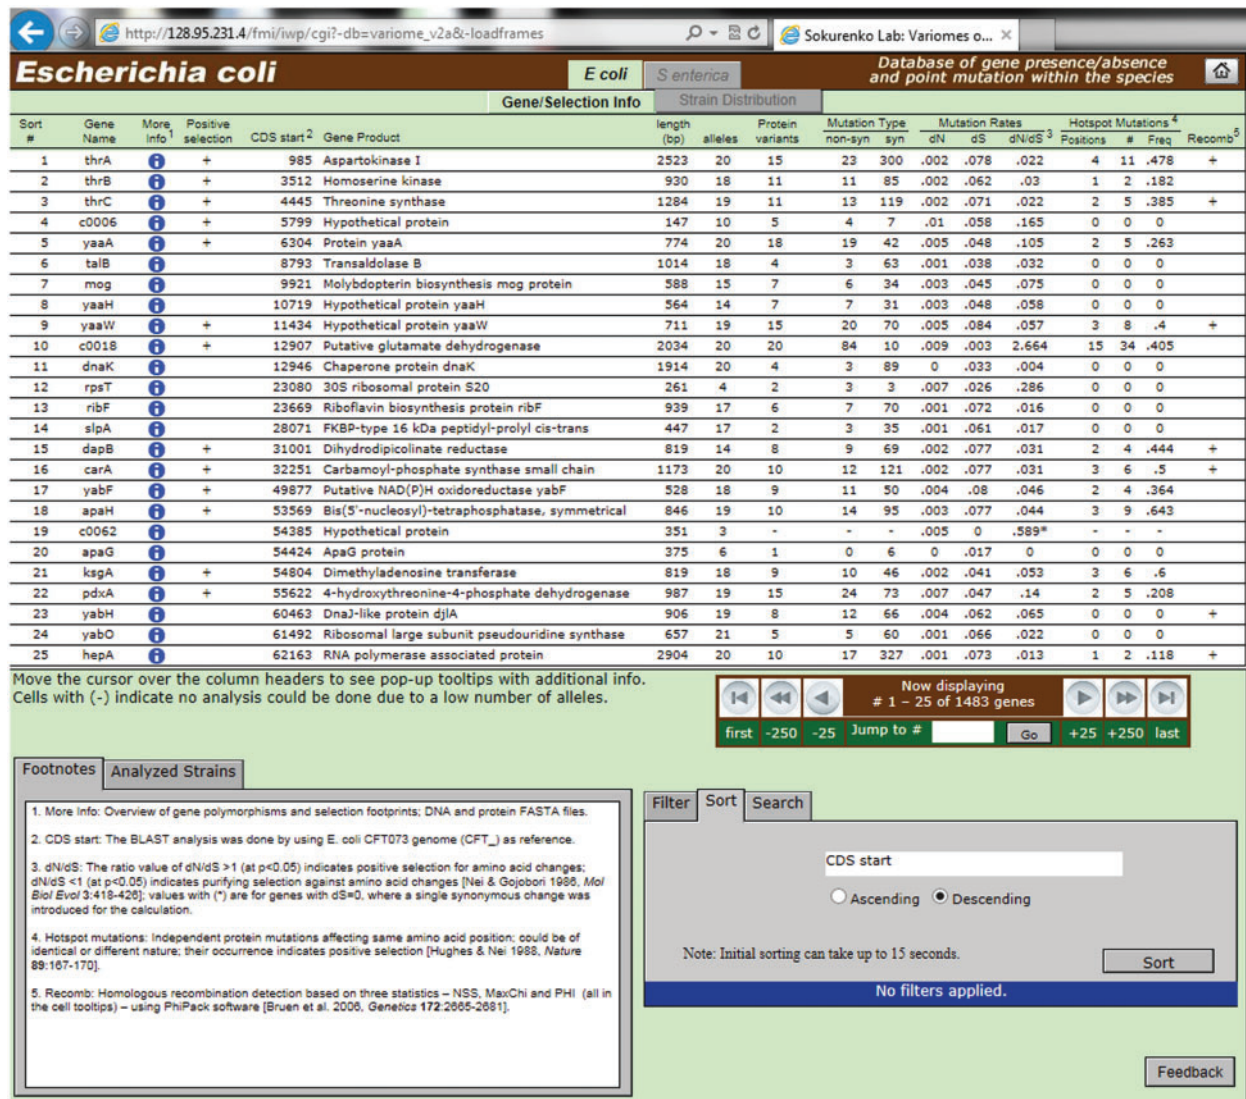 http://128.95.231.4/fmi/iwp/cgi?-db=variome_v2a&-loadframes
Sokurenko Lab: Variomes o...
Escherichia coli
E coli
S enterica
Database of gene presence/absence
and point mutation within the species
Gene/Selection Info
Strain Distribution
Sort # Gene Name More Info 1 Positive selection CDS start 2 Gene Product length (bp) alleles Protein variants Mutation Type non-syn syn Mutation Rates dN dS dN/dS 3 Hotspot Mutations 4 Positions # Freq Recomb 5
1 thrA + 985 Aspartokinase I 2523 20 15 23 300 .002 .078 .022 4 11 .478 +
2 thrB + 3512 Homoserine kinase 930 18 11 11 85 .002 .062 .03 1 2 .182
3 thrC + 4445 Threonine synthase 1284 19 11 13 119 .002 .071 .022 2 5 .385 +
4 c0006 + 5799 Hypothetical protein 147 10 5 4 7 .01 .058 .165 0 0 0
5 yaaA + 6304 Protein yaaA 774 20 18 19 42 .005 .048 .105 2 5 .263
6 talB 8793 Transaldolase B 1014 18 4 3 63 .001 .038 .032 0 0 0
7 mog 9921 Molybdopterin biosynthesis mog protein 588 15 7 6 34 .003 .045 .075 0 0 0
8 yaaH 10719 Hypothetical protein yaaH 564 14 7 7 31 .003 .048 .058 0 0 0
9 yaaW + 11434 Hypothetical protein yaaW 711 19 15 20 70 .005 .084 .057 3 8 .4 +
10 c0018 + 12907 Putative glutamate dehydrogenase 2034 20 20 84 10 .009 .003 2.664 15 34 .405
11 dnaK 12946 Chaperone protein dnaK 1914 20 4 3 89 0 .033 .004 0 0 0
12 rpsT 23080 30S ribosomal protein S20 261 4 2 3 3 .007 .026 .286 0 0 0
13 ribF 23669 Riboflavin biosynthesis protein ribF 939 17 6 7 70 .001 .072 .016 0 0 0
14 slpA 28071 FKBP-type 16 kDa peptidyl-prolyl cis-trans 447 17 2 3 35 .001 .061 .017 0 0 0
15 dapB + 31001 Dihydrodipicolinate reductase 819 14 8 9 69 .002 .077 .031 2 4 .444 +
16 carA + 32251 Carbamoyl-phosphate synthase small chain 1173 20 10 12 121 .002 .077 .031 3 6 .5 +
17 yabF + 49877 Putative NAD(P)H oxidoreductase yabF 528 18 9 11 50 .004 .08 .046 2 4 .364
18 apaH + 53569 Bis(5'-nucleosyl)-tetraphosphatase, symmetrical 846 19 10 14 95 .003 .077 .044 3 9 .643
19 c0062 54385 Hypothetical protein 351 3 - - - .005 0 .589* - - -
20 apaG 54424 ApaG protein 375 6 1 0 6 0 .017 0 0 0 0
21 ksgA + 54804 Dimethyladenosine transferase 819 18 9 10 46 .002 .041 .053 3 6 .6
22 pdxA + 55622 4-hydroxythreonine-4-phosphate dehydrogenase 987 19 15 24 73 .007 .047 .14 2 5 .208
23 yabH 60463 DnaJ-like protein djlA 906 19 8 12 66 .004 .062 .065 0 0 0 +
24 yabO 61492 Ribosomal large subunit pseudouridine synthase 657 21 5 5 60 .001 .066 .022 0 0 0
25 hepA 62163 RNA polymerase associated protein 2904 20 10 17 327 .001 .073 .013 1 2 .118 +
Move the cursor over the column headers to see pop-up tooltips with additional info.
Cells with (-) indicate no analysis could be done due to a low number of alleles.
Now displaying
# 1 – 25 of 1483 genes
first -250 -25 Jump to # Go +25 +250 last
Footnotes
Analyzed Strains
1. More Info: Overview of gene polymorphisms and selection footprints; DNA and protein FASTA files.
2. CDS start: The BLAST analysis was done by using E. coli CFT073 genome (CFT_) as reference.
3. dN/dS: The ratio value of dN/dS >1 (at p<0.05) indicates positive selection for amino acid changes;
dN/dS <1 (at p<0.05) indicates purifying selection against amino acid changes [Nei & Gojobori 1986, Mol
Biol Evol 3:418-426]; values with (*) are for genes with dS=0, where a single synonymous change was
introduced for the calculation.
4. Hotspot mutations: Independent protein mutations affecting same amino acid position; could be of
identical or different nature; their occurrence indicates positive selection [Hughes & Nei 1988, Nature
89:167-170].
5. Recomb: Homologous recombination detection based on three statistics – NSS, MaxChi and PHI (all in
the cell tooltips) – using PhiPack software [Bruen et al. 2006, Genetics 172:2665-2681].
Filter
Sort
Search
CDS start
Ascending
Descending
Note: Initial sorting can take up to 15 seconds.
Sort
No filters applied.
Feedback